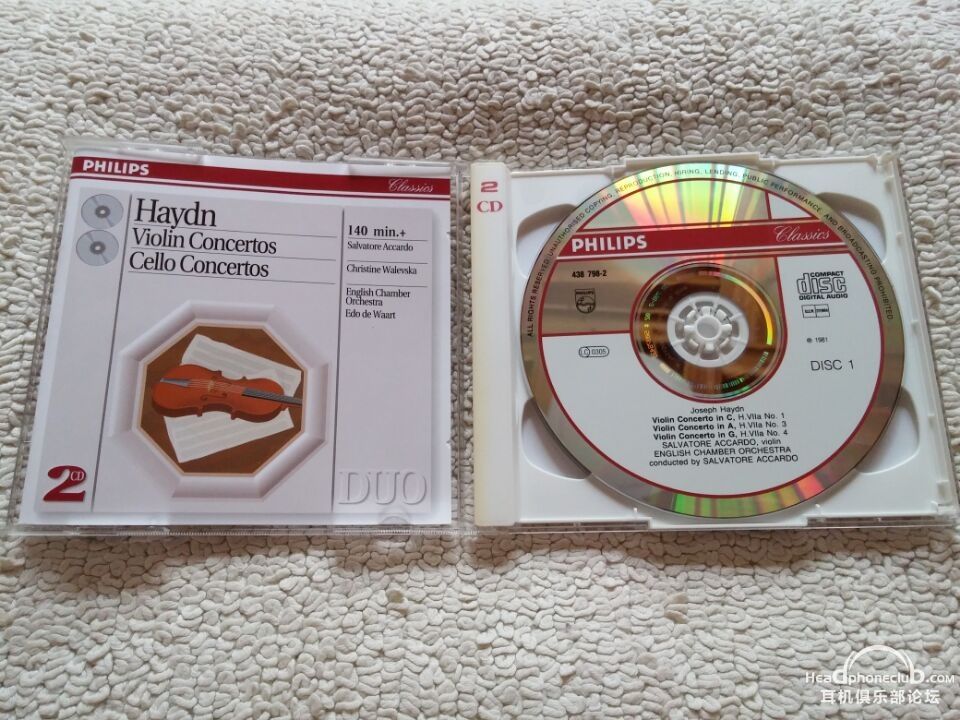 PHILIPS
Classics
Haydn
Violin Concertos
Cello Concertos
140 min.+
Salvatore Accardo
Christine Walevska
English Chamber
Orchestra
Edo de Waart
2 CD
DUO
2
CD
ALL RIGHTS RESERVED UNAUTHORISED COPYING, REPRODUCTION, HIRING, LENDING, PUBLIC PERFORMANCE AND BROADCASTING PROHIBITED.
PHILIPS
Classics
438 798-2
PHILIPS
COMPACT
disc
DIGITAL AUDIO
LC 0305
℗ 1981
DISC 1
Joseph Haydn
Violin Concerto in C, H.VIIa No. 1
Violin Concerto in A, H.VIIa No. 3
Violin Concerto in G, H.VIIa No. 4
SALVATORE ACCARDO, violin
ENGLISH CHAMBER ORCHESTRA
conducted by SALVATORE ACCARDO
Headphoneclub.com
耳机俱乐部论坛